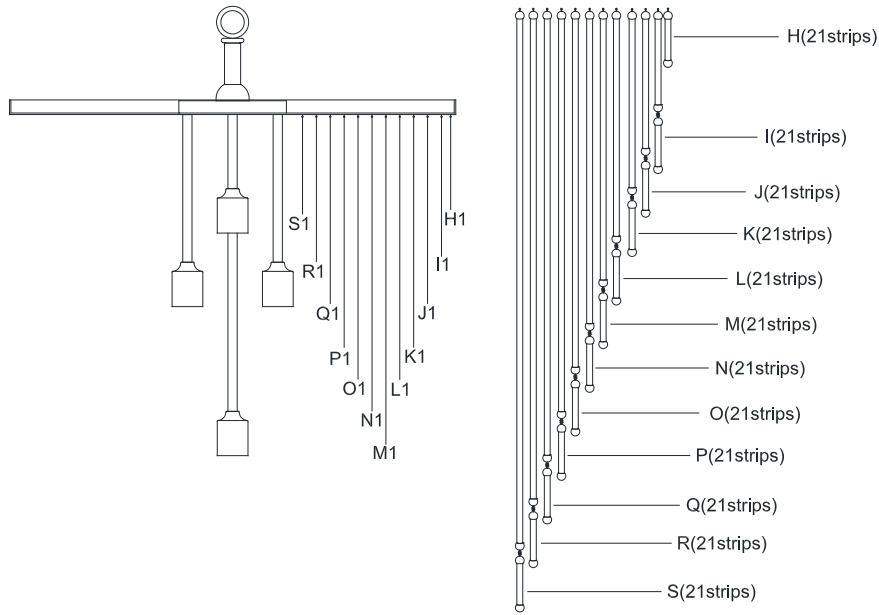 S1
H1
R1
I1
Q1
J1
P1
K1
O1
L1
N1
M1
H(21strips)
I(21strips)
J(21strips)
K(21strips)
L(21strips)
M(21strips)
N(21strips)
O(21strips)
P(21strips)
Q(21strips)
R(21strips)
S(21strips)